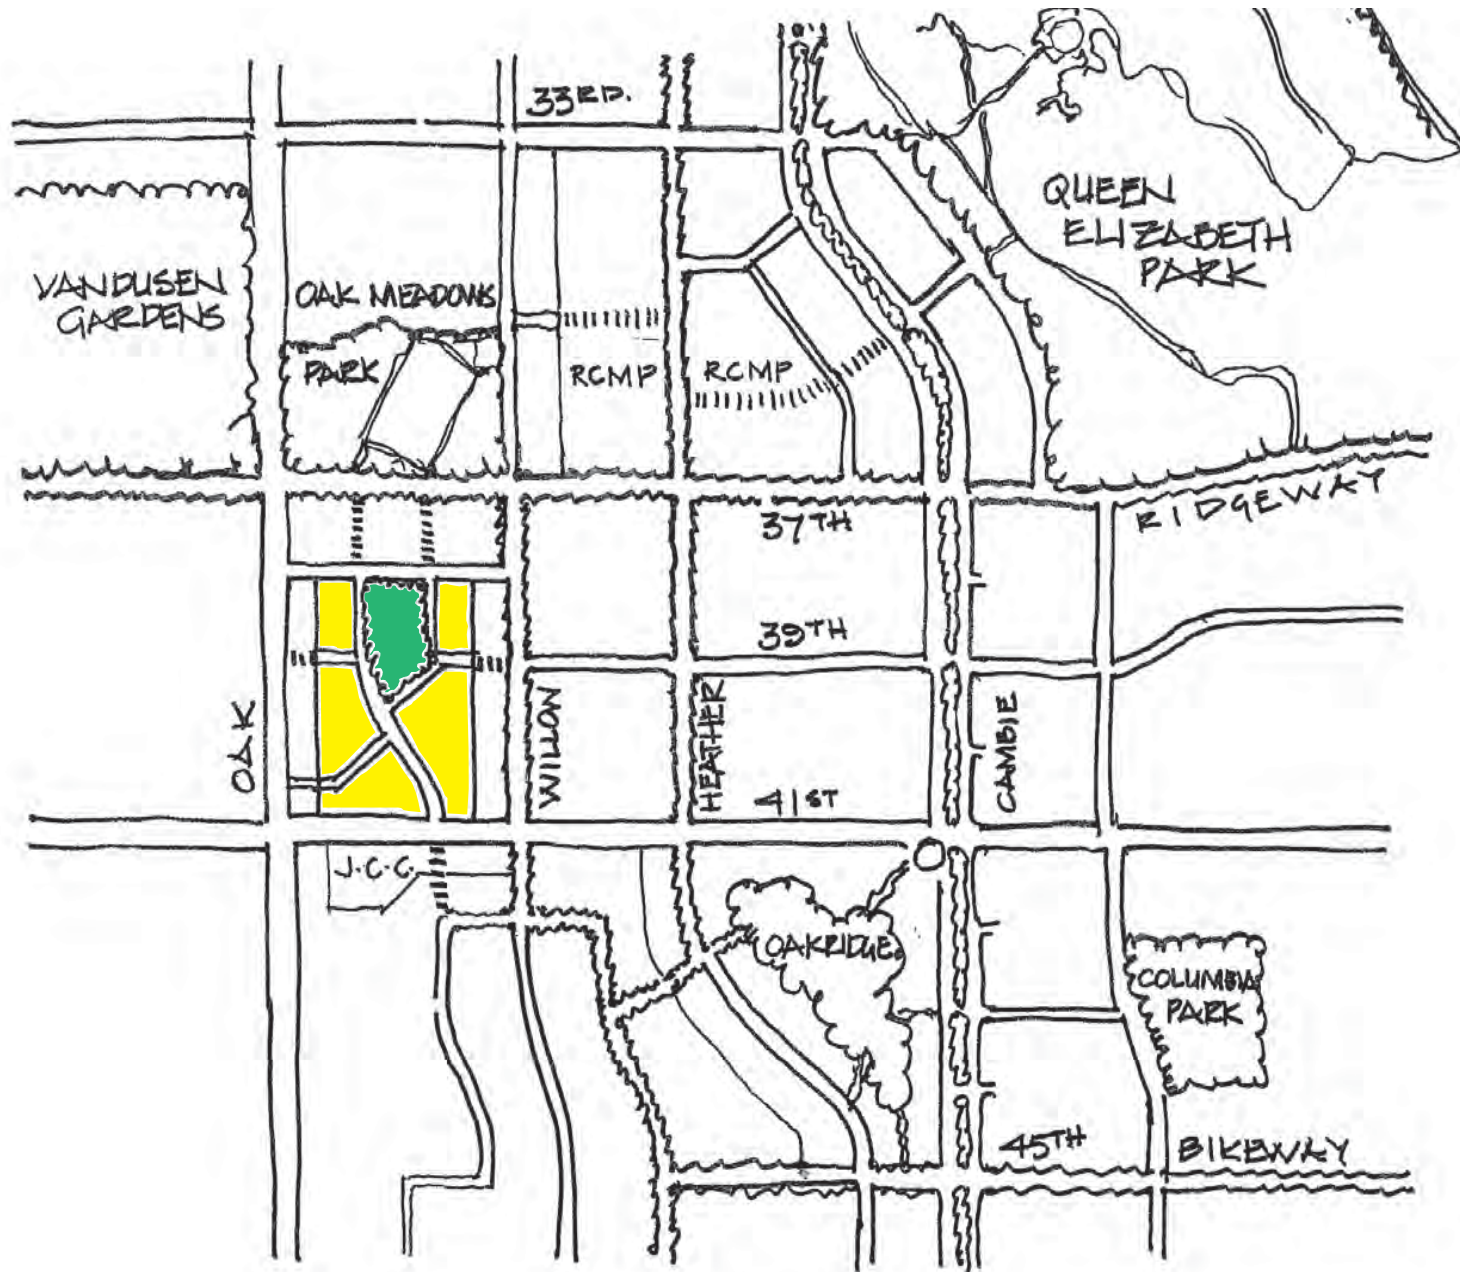 33RD.
QUEEN
ELIZABETH
PARK
VANDUSEN
GARDENS
OAK MEADOWS
PARK
RCMP
RCMP
RIDGEWAY
37TH
39TH
OAK
WILLOW
HEATHER
CAMBIE
41ST
J.C.C.
OAKRIDGE
COLUMBIA
PARK
45TH
BIKEWAY